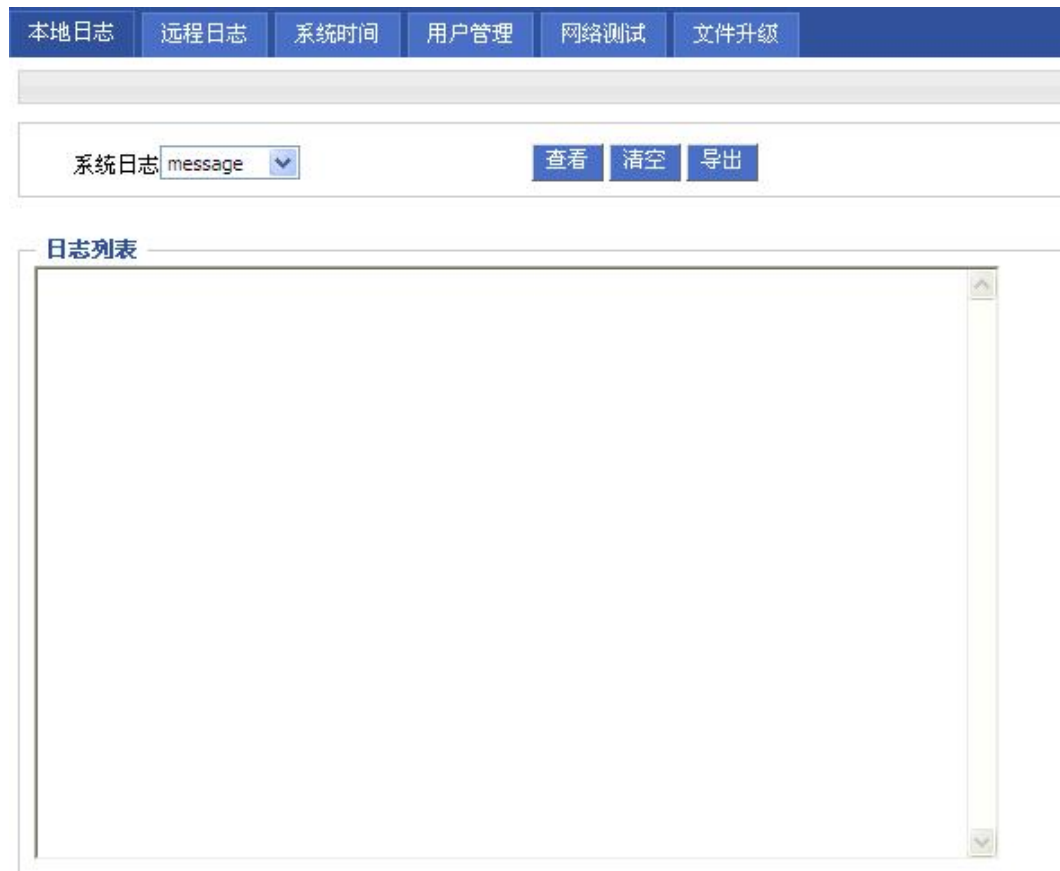 本地日志 远程日志 系统时间 用户管理 网络测试 文件升级
系统日志 message 查看 清空 导出
日志列表